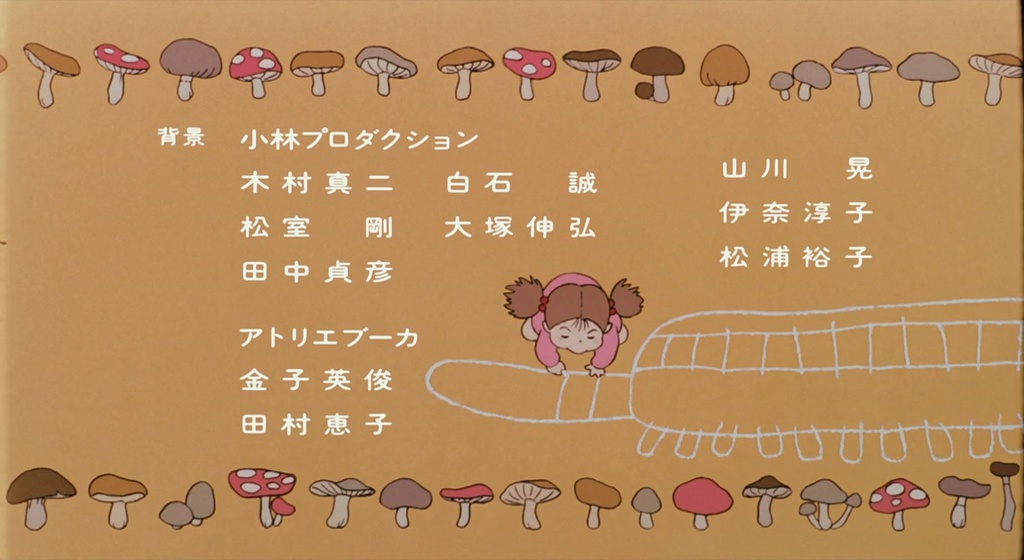 背景 小林プロダクション
木村真二 白石 誠
松室 剛 大塚伸弘
田中貞彦
山川 晃
伊奈淳子
松浦裕子
アトリエブーカ
金子英俊
田村恵子